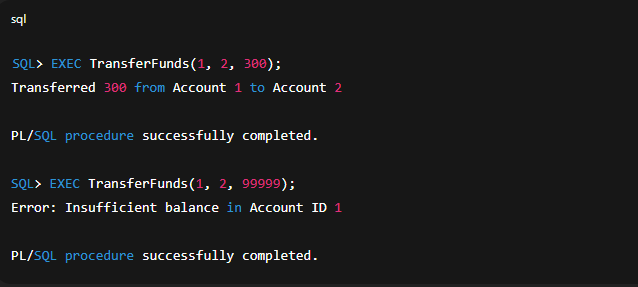 sql
SQL> EXEC TransferFunds(1, 2, 300);
Transferred 300 from Account 1 to Account 2
PL/SQL procedure successfully completed.
SQL> EXEC TransferFunds(1, 2, 99999);
Error: Insufficient balance in Account ID 1
PL/SQL procedure successfully completed.